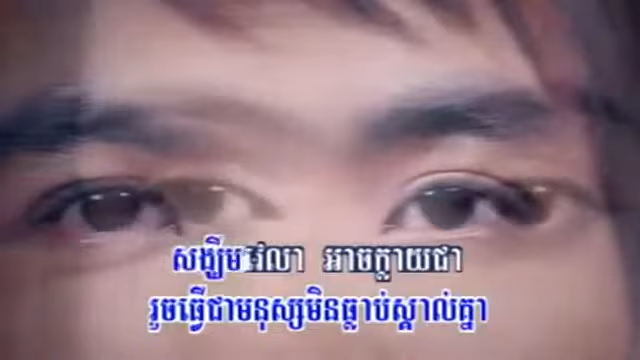 សង្ឃឹមវេលា អាចក្លាយជា
រួចធ្វើជាមនុស្សមិនធ្លាប់ស្គាល់គ្នា